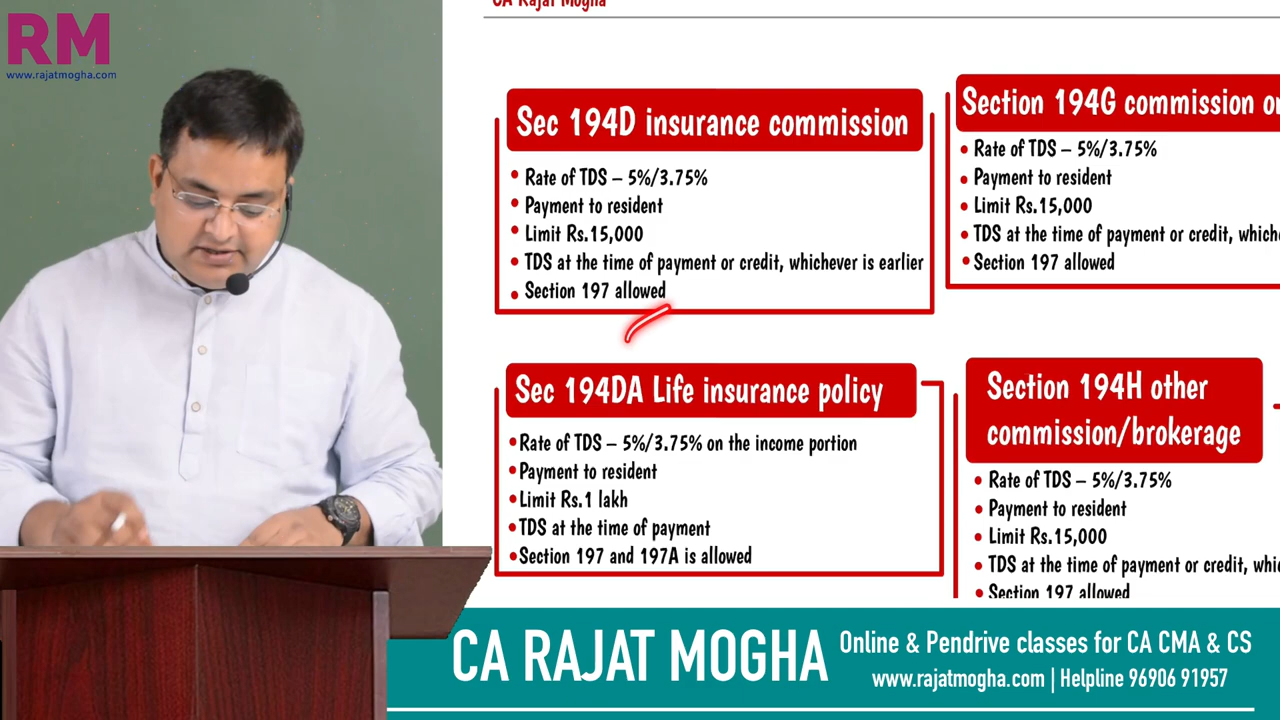 CA Rajat Mogha
RM
www.rajatmogha.com
Sec 194D insurance commission
• Rate of TDS – 5%/3.75%
• Payment to resident
• Limit Rs.15,000
• TDS at the time of payment or credit, whichever is earlier
• Section 197 allowed
Section 194G commission
• Rate of TDS – 5%/3.75%
• Payment to resident
• Limit Rs.15,000
• TDS at the time of payment or credit,
• Section 197 allowed
Sec 194DA Life insurance policy
• Rate of TDS – 5%/3.75% on the income portion
• Payment to resident
• Limit Rs.1 lakh
• TDS at the time of payment
• Section 197 and 197A is allowed
Section 194H other
commission/brokerage
• Rate of TDS – 5%/3.75%
• Payment to resident
• Limit Rs.15,000
• TDS at the time of payment or credit,
• Section 197 allowed
CA RAJAT MOGHA
Online & Pendrive classes for CA CMA & CS
www.rajatmogha.com | Helpline 96906 91957